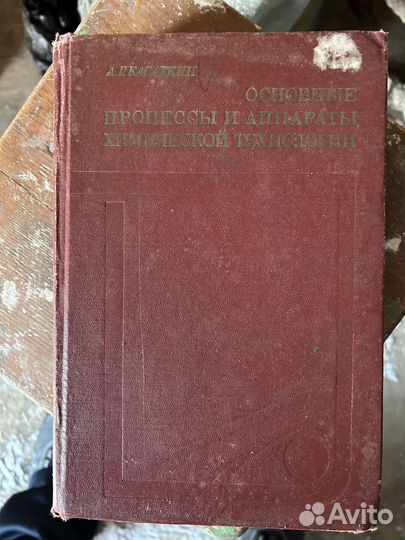 А.Г. КАСАТКИН
ОСНОВНЫЕ
ПРОЦЕССЫ И АППАРАТЫ
ХИМИЧЕСКОЙ ТЕХНОЛОГИИ
Avito